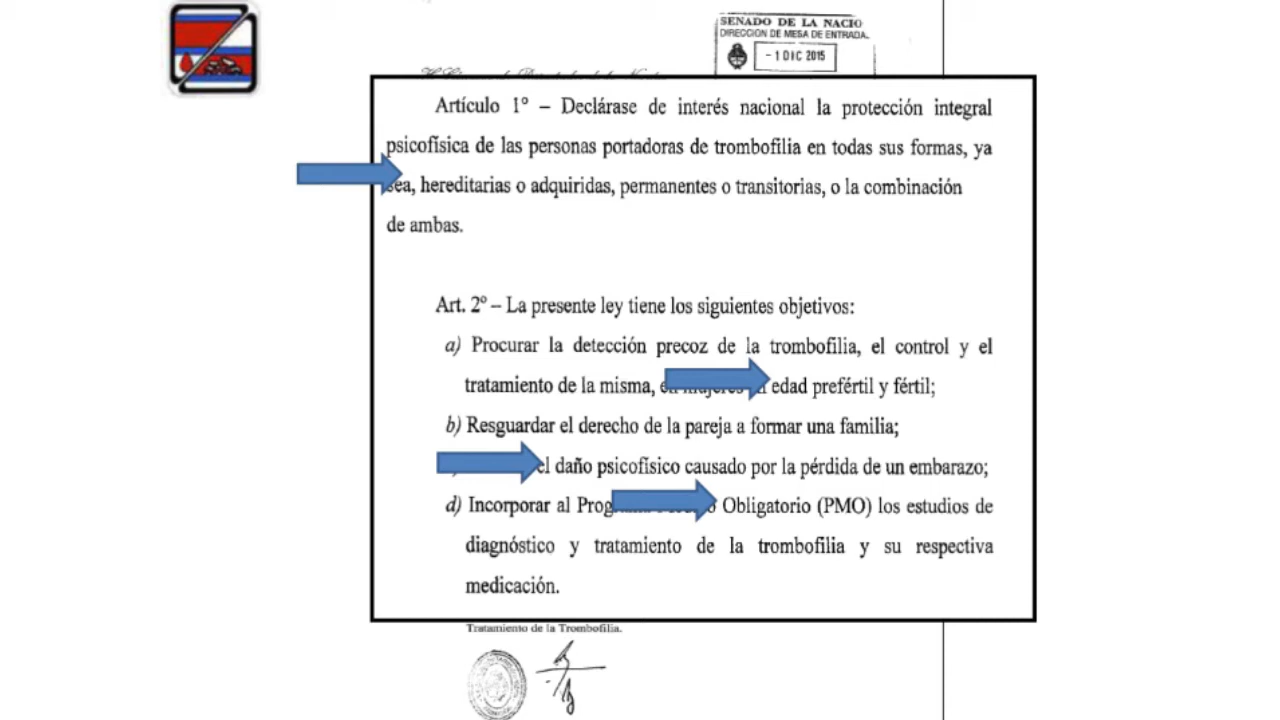 SENADO DE LA NACIO
DIRECCION DE MESA DE ENTRADA
- 1 DIC 2015
Artículo 1º – Declárase de interés nacional la protección integral
psicofísica de las personas portadoras de trombofilia en todas sus formas, ya
sea, hereditarias o adquiridas, permanentes o transitorias, o la combinación
de ambas.
Art. 2º – La presente ley tiene los siguientes objetivos:
a) Procurar la detección precoz de la trombofilia, el control y el
tratamiento de la misma, edad prefértil y fértil;
b) Resguardar el derecho de la pareja a formar una familia;
el daño psicofísico causado por la pérdida de un embarazo;
d) Incorporar al Obligatorio (PMO) los estudios de
diagnóstico y tratamiento de la trombofilia y su respectiva
medicación.
Tratamiento de la Trombofilia.